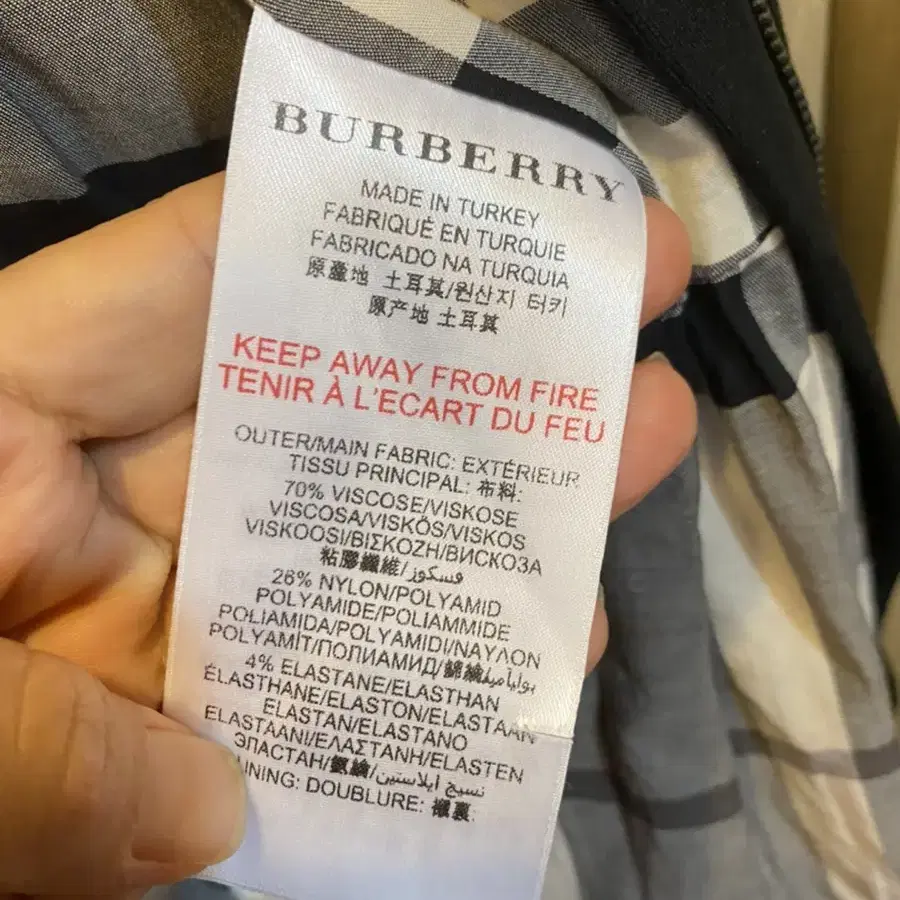 BURBERRY
MADE IN TURKEY
FABRIQUÉ EN TURQUIE
FABRICADO NA TURQUIA
原產地 土耳其/원산지 터키
原产地 土耳其
KEEP AWAY FROM FIRE
TENIR À L'ECART DU FEU
OUTER/MAIN FABRIC: EXTÉRIEUR
TISSU PRINCIPAL: 布料:
70% VISCOSE/VISKOSE
VISCOSA/VISKÓS/VISKOS
VISKOOSI/ΒΙΣΚΟΖΗ/ВИСКОЗА
粘膠纖維/فسكوز
26% NYLON/POLYAMID
POLYAMIDE/POLIAMMIDE
POLIAMIDA/POLYAMIDI/ΝΑΥΛΟΝ
POLYAMİT/ПОЛИАМИД/錦綸/بولياميد
4% ELASTANE/ELASTHAN
ÉLASTHANE/ELASTON/ELASTAAN
ELASTAN/ELASTANO
ELASTAANI/ΕΛΑΣΤΑΝΗ/ELASTEN
ЭЛАСТАН/氨綸/نسيج ايلاستين
NING: DOUBLURE: 襯裏: